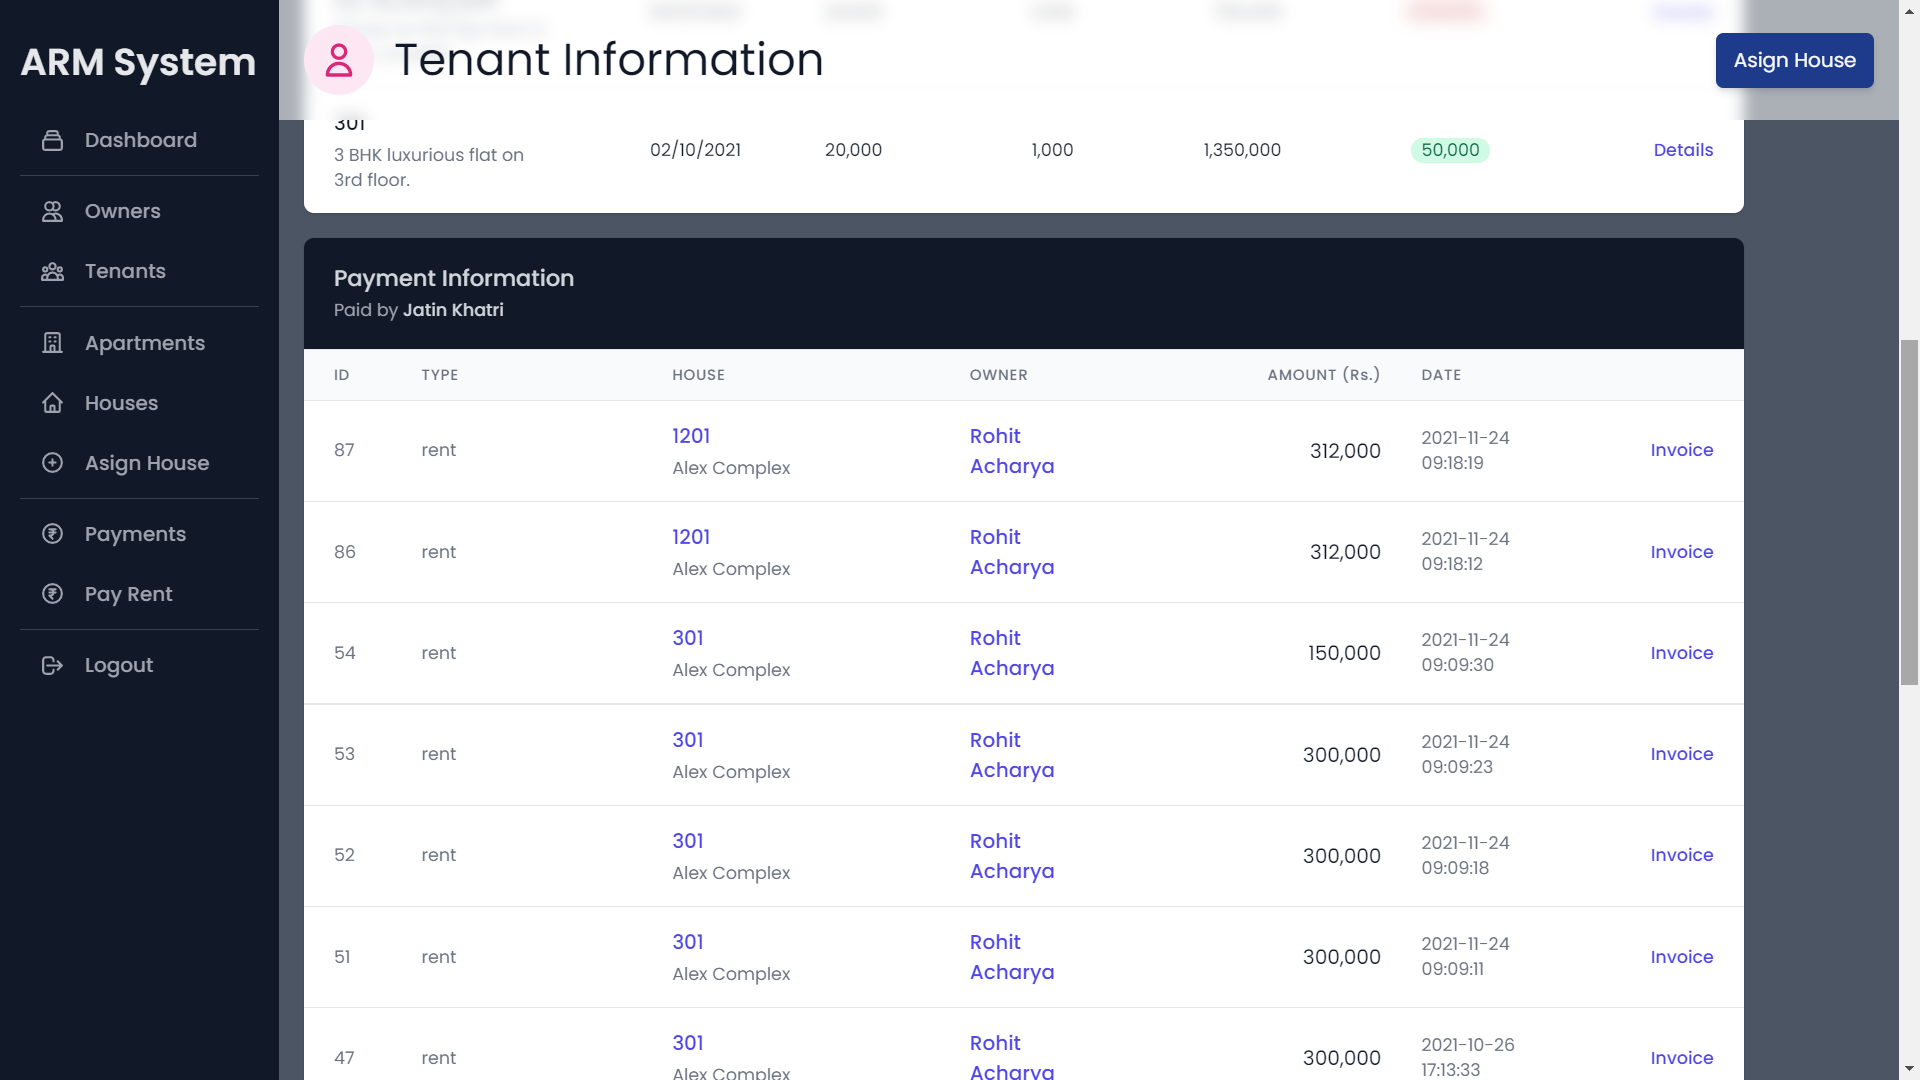 ARM System
Dashboard
Owners
Tenants
Apartments
Houses
Asign House
Payments
Pay Rent
Logout
Tenant Information
Asign House
301
3 BHK luxurious flat on
3rd floor.
02/10/2021 20,000 1,000 1,350,000 50,000 Details
Payment Information
Paid by Jatin Khatri
ID TYPE HOUSE OWNER AMOUNT (Rs.) DATE
87 rent 1201 Alex Complex Rohit Acharya 312,000 2021-11-24 09:18:19 Invoice
86 rent 1201 Alex Complex Rohit Acharya 312,000 2021-11-24 09:18:12 Invoice
54 rent 301 Alex Complex Rohit Acharya 150,000 2021-11-24 09:09:30 Invoice
53 rent 301 Alex Complex Rohit Acharya 300,000 2021-11-24 09:09:23 Invoice
52 rent 301 Alex Complex Rohit Acharya 300,000 2021-11-24 09:09:18 Invoice
51 rent 301 Alex Complex Rohit Acharya 300,000 2021-11-24 09:09:11 Invoice
47 rent 301 Alex Complex Rohit Acharya 300,000 2021-10-26 17:13:33 Invoice